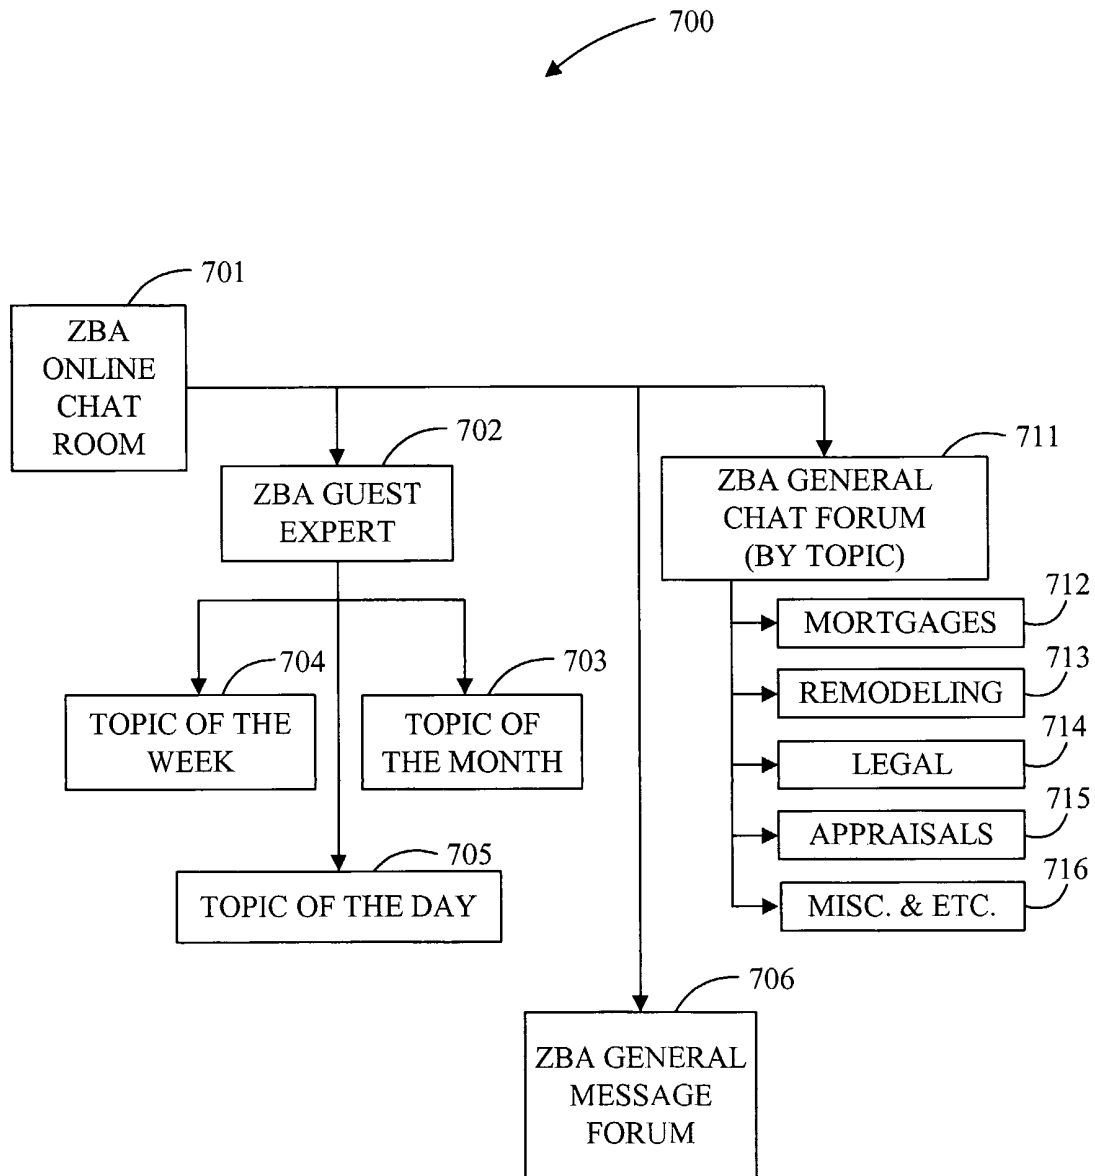 700
701
ZBA
ONLINE
CHAT
ROOM
702
ZBA GUEST
EXPERT
711
ZBA GENERAL
CHAT FORUM
(BY TOPIC)
712
MORTGAGES
704
TOPIC OF THE
WEEK
703
TOPIC OF
THE MONTH
713
REMODELING
714
LEGAL
715
APPRAISALS
705
TOPIC OF THE DAY
716
MISC. & ETC.
706
ZBA GENERAL
MESSAGE
FORUM